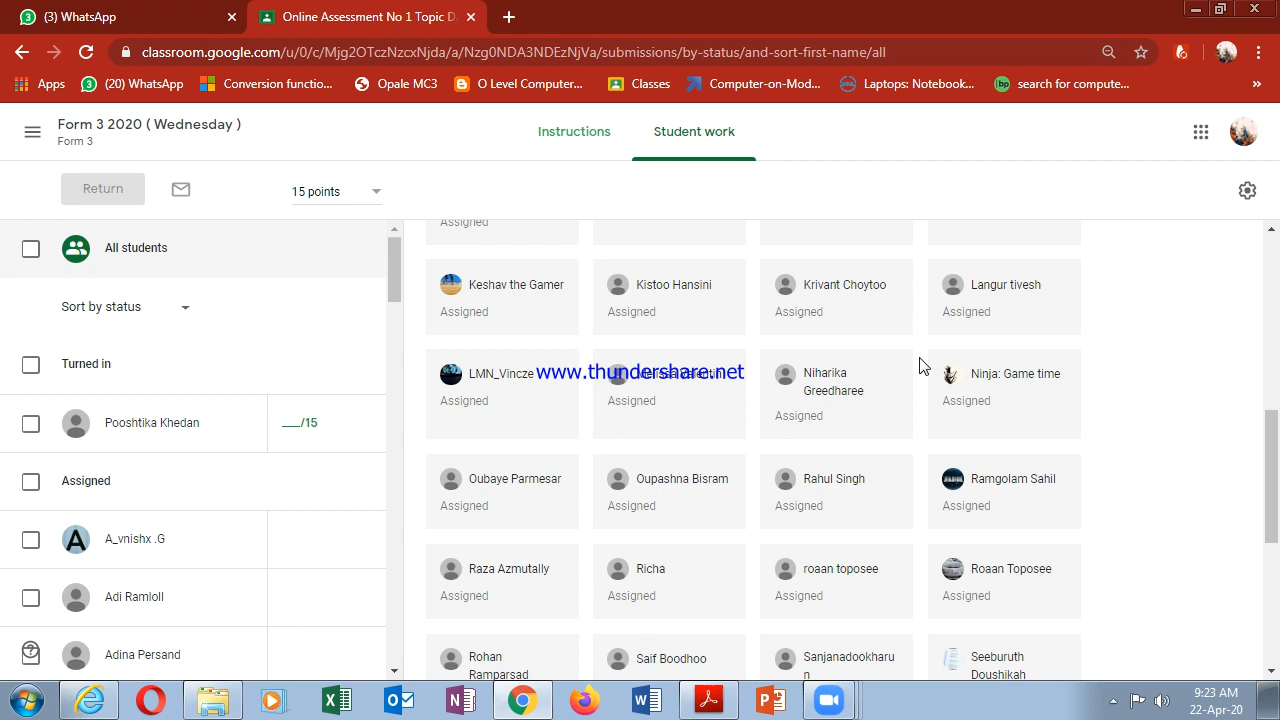 (3) WhatsApp
Online Assessment No 1 Topic D
classroom.google.com/u/0/c/Mjg2OTczNzcxNjda/a/Nzg0NDA3NDEzNjVa/submissions/by-status/and-sort-first-name/all
Apps
(20) WhatsApp
Conversion functio...
Opale MC3
O Level Computer...
Classes
Computer-on-Mod...
Laptops: Notebook...
search for compute...
»
Form 3 2020 ( Wednesday )
Form 3
Instructions
Student work
Return
15 points
All students
Sort by status
Turned in
Pooshtika Khedan
___/15
Assigned
A_vnishx .G
Adi Ramloll
Adina Persand
Assigned
Keshav the Gamer
Assigned
Kistoo Hansini
Assigned
Krivant Choytoo
Assigned
Langur tivesh
Assigned
LMN_Vincze
Assigned
www.thundershare.net
Assigned
Niharika
Greedharee
Assigned
Ninja: Game time
Assigned
Oubaye Parmesar
Assigned
Oupashna Bisram
Assigned
Rahul Singh
Assigned
Ramgolam Sahil
Assigned
Raza Azmutally
Assigned
Richa
Assigned
roaan toposee
Assigned
Roaan Toposee
Assigned
Rohan
Ramparsad
Saif Boodhoo
Sanjanadookharu
n
Seeburuth
Doushikah
9:23 AM
22-Apr-20